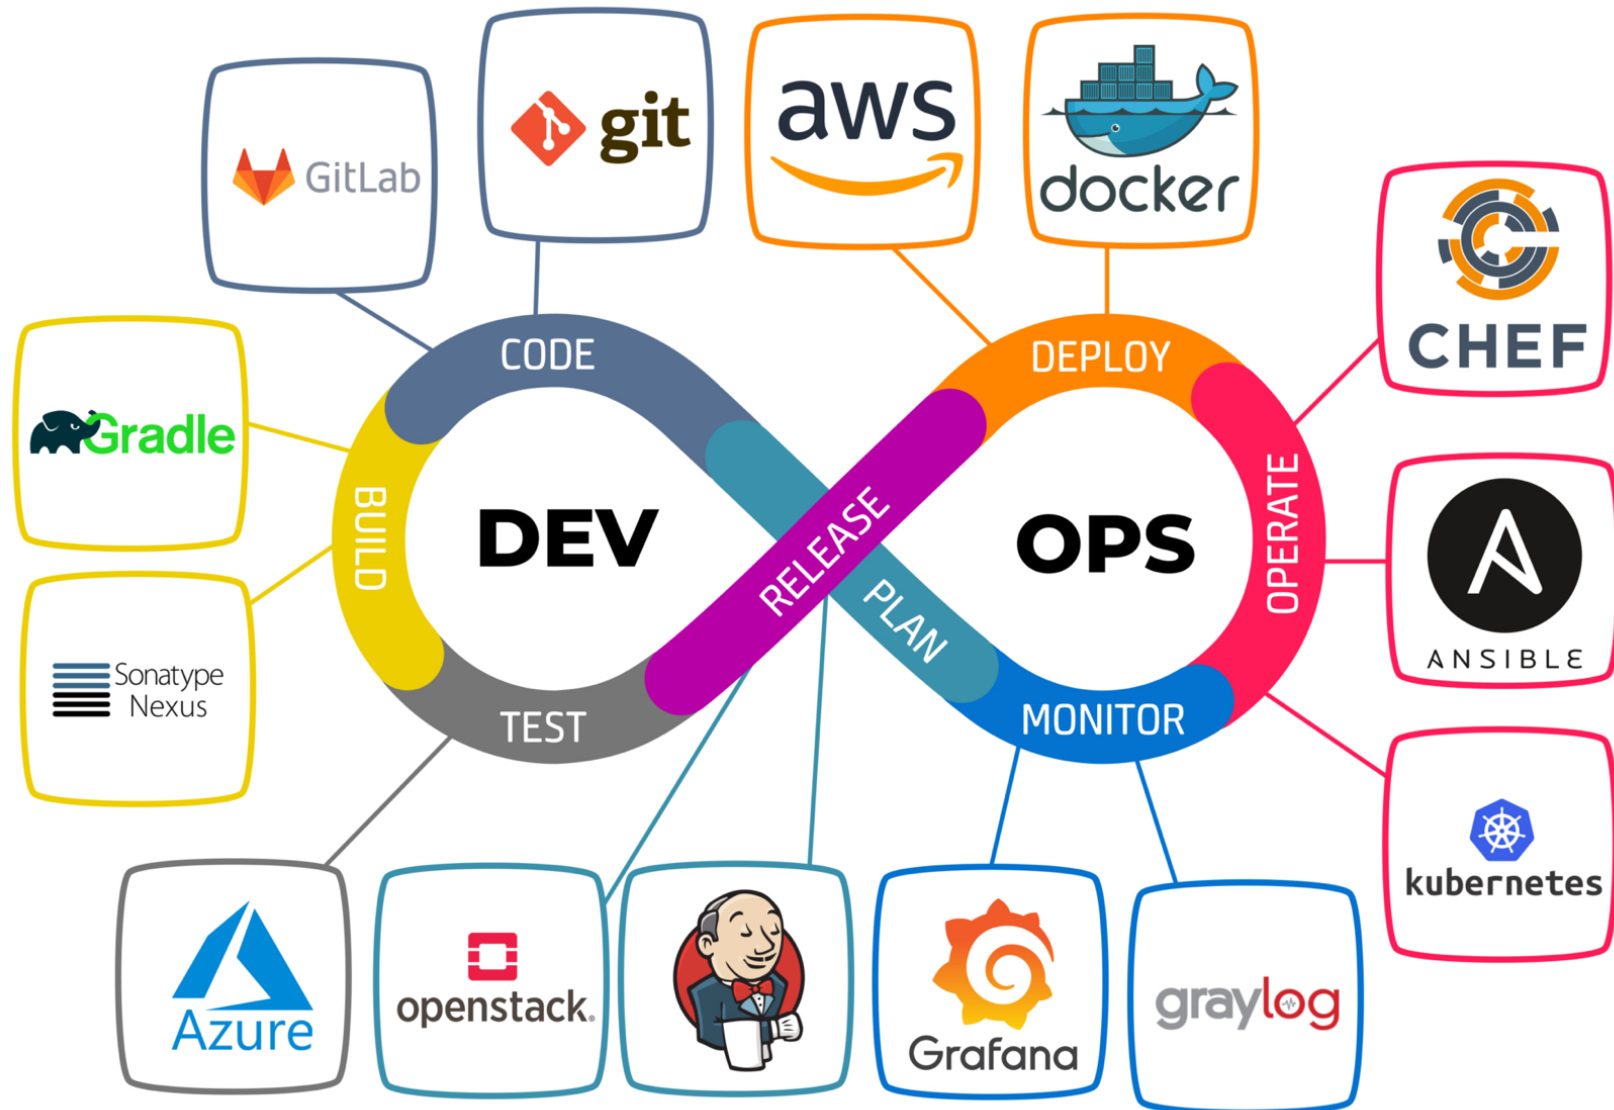 GitLab
git
aws
docker
CHEF
Gradle
CODE
DEPLOY
BUILD
DEV
RELEASE
OPS
OPERATE
PLAN
ANSIBLE
Sonatype
Nexus
TEST
MONITOR
kubernetes
Azure
openstack.
Grafana
graylog